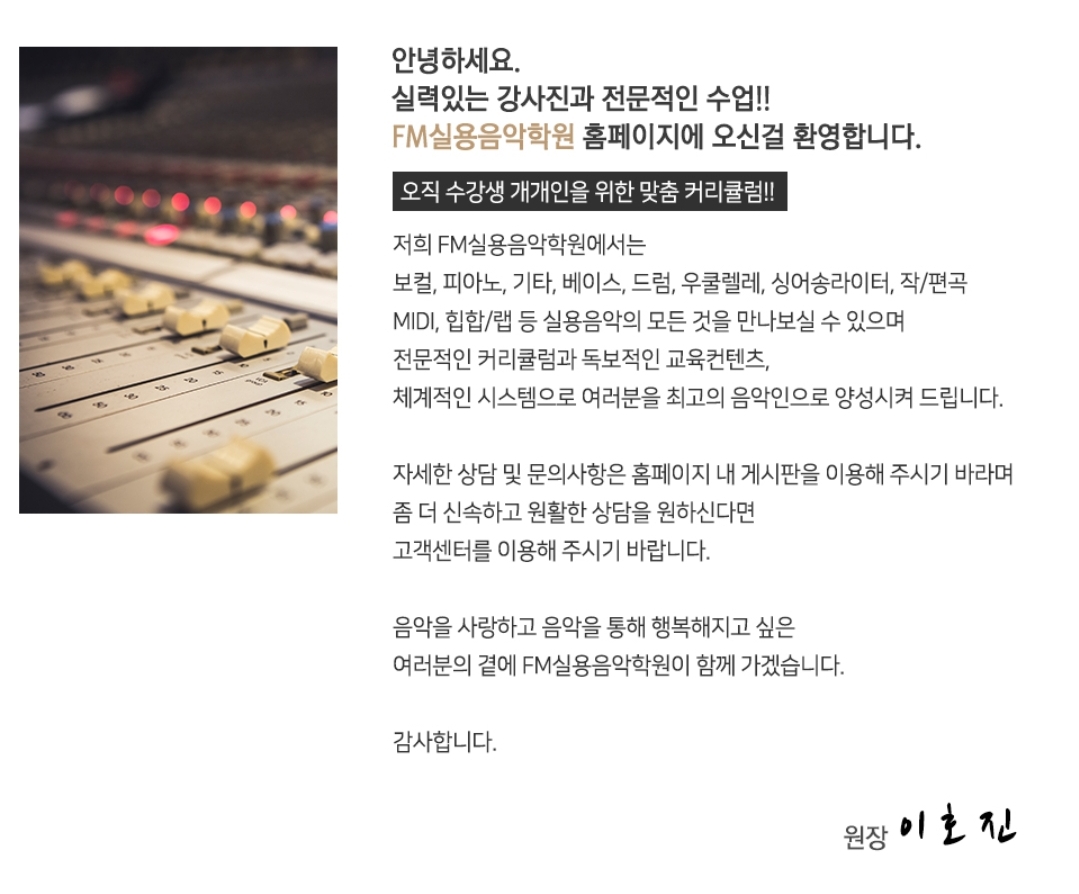 안녕하세요.
실력있는 강사진과 전문적인 수업!!
FM실용음악학원 홈페이지에 오신걸 환영합니다.
오직 수강생 개개인을 위한 맞춤 커리큘럼!!
저희 FM실용음악학원에서는
보컬, 피아노, 기타, 베이스, 드럼, 우쿨렐레, 싱어송라이터, 작/편곡
MIDI, 힙합/랩 등 실용음악의 모든 것을 만나보실 수 있으며
전문적인 커리큘럼과 독보적인 교육컨텐츠,
체계적인 시스템으로 여러분을 최고의 음악인으로 양성시켜 드립니다.
자세한 상담 및 문의사항은 홈페이지 내 게시판을 이용해 주시기 바라며
좀 더 신속하고 원활한 상담을 원하신다면
고객센터를 이용해 주시기 바랍니다.
음악을 사랑하고 음악을 통해 행복해지고 싶은
여러분의 곁에 FM실용음악학원이 함께 가겠습니다.
감사합니다.
원장 이호진